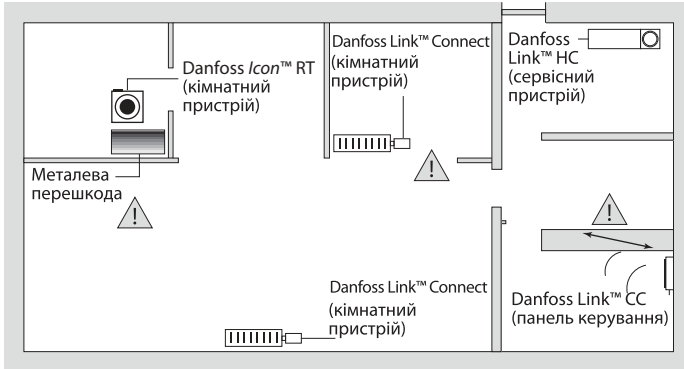 Danfoss Icon™ RT
(кімнатний
пристрій)
Danfoss Link™ Connect
(кімнатний
пристрій)
Danfoss
Link™ HC
(сервісний
пристрій)
Металева
перешкода
!
!
!
Danfoss Link™ Connect
(кімнатний
пристрій)
Danfoss Link™ CC
(панель керування)